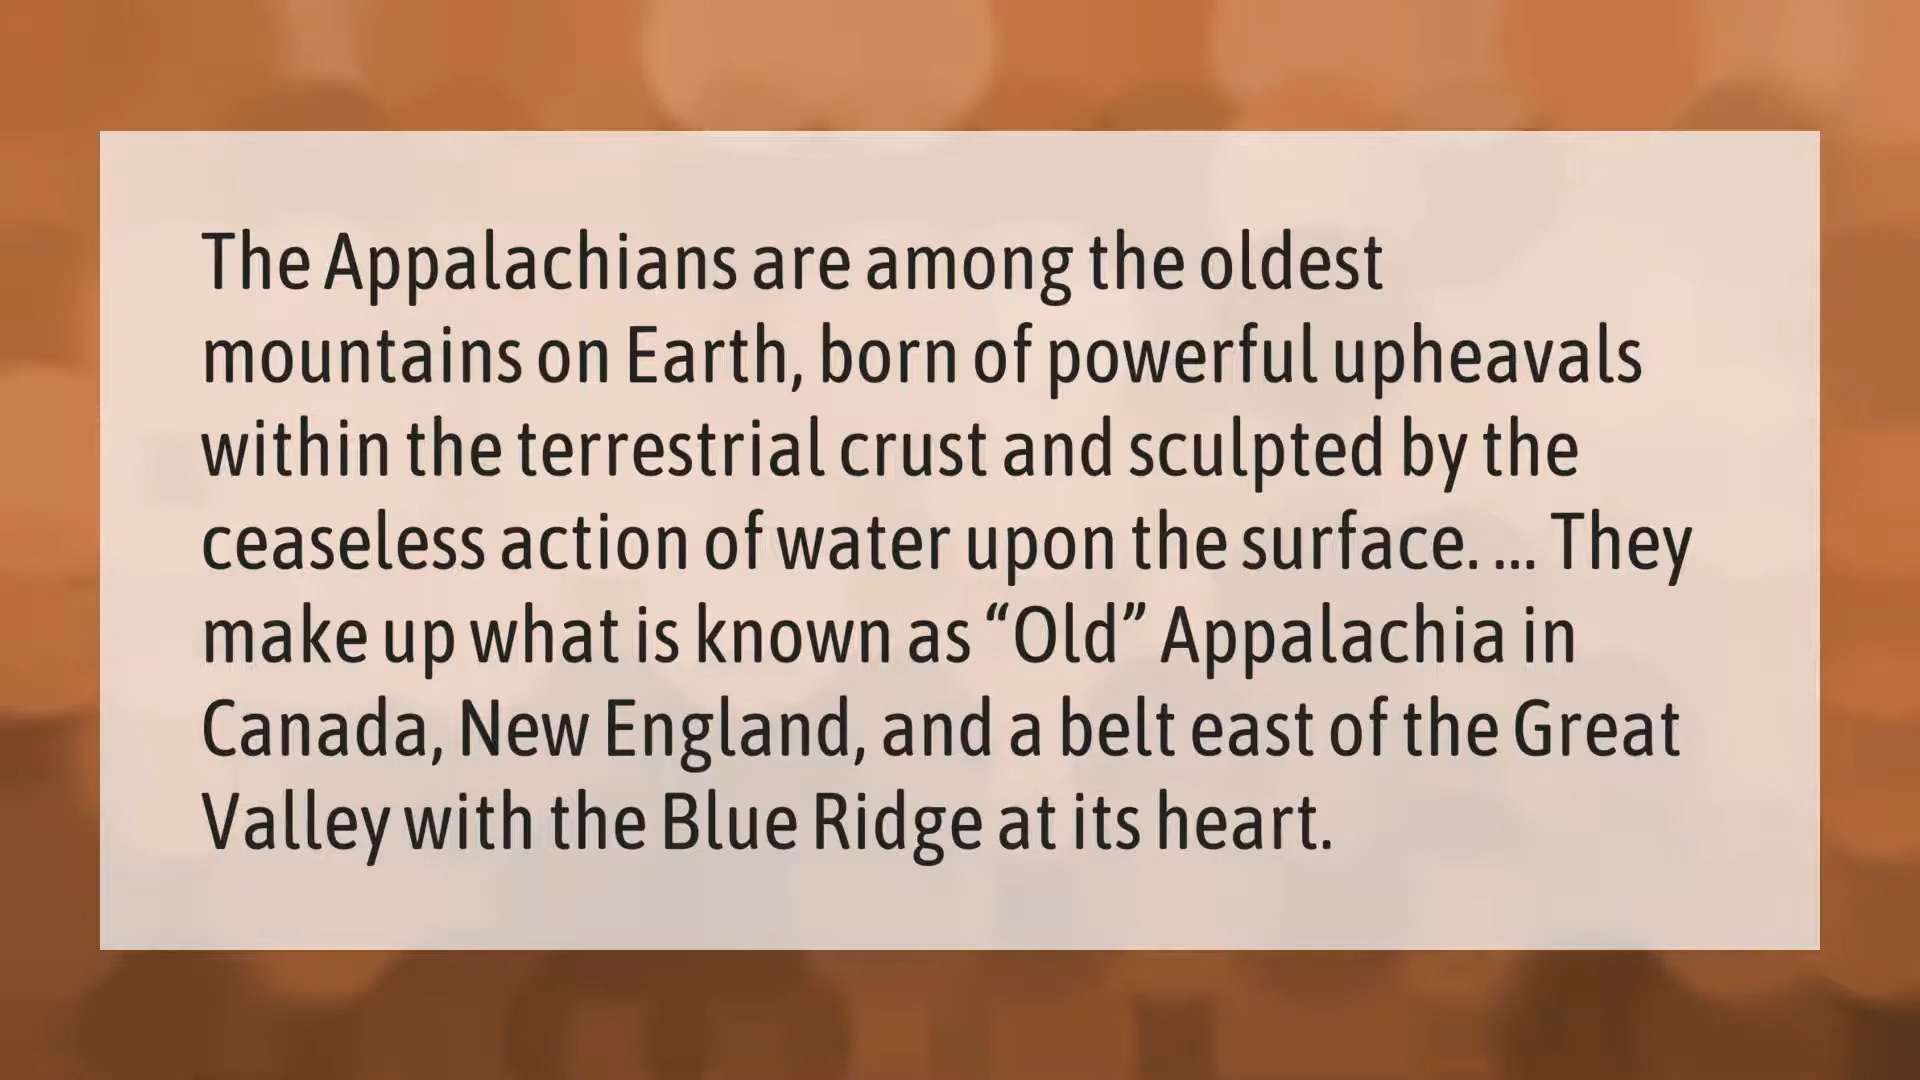 The Appalachians are among the oldest
mountains on Earth, born of powerful upheavals
within the terrestrial crust and sculpted by the
ceaseless action of water upon the surface. ... They
make up what is known as “Old” Appalachia in
Canada, New England, and a belt east of the Great
Valley with the Blue Ridge at its heart.